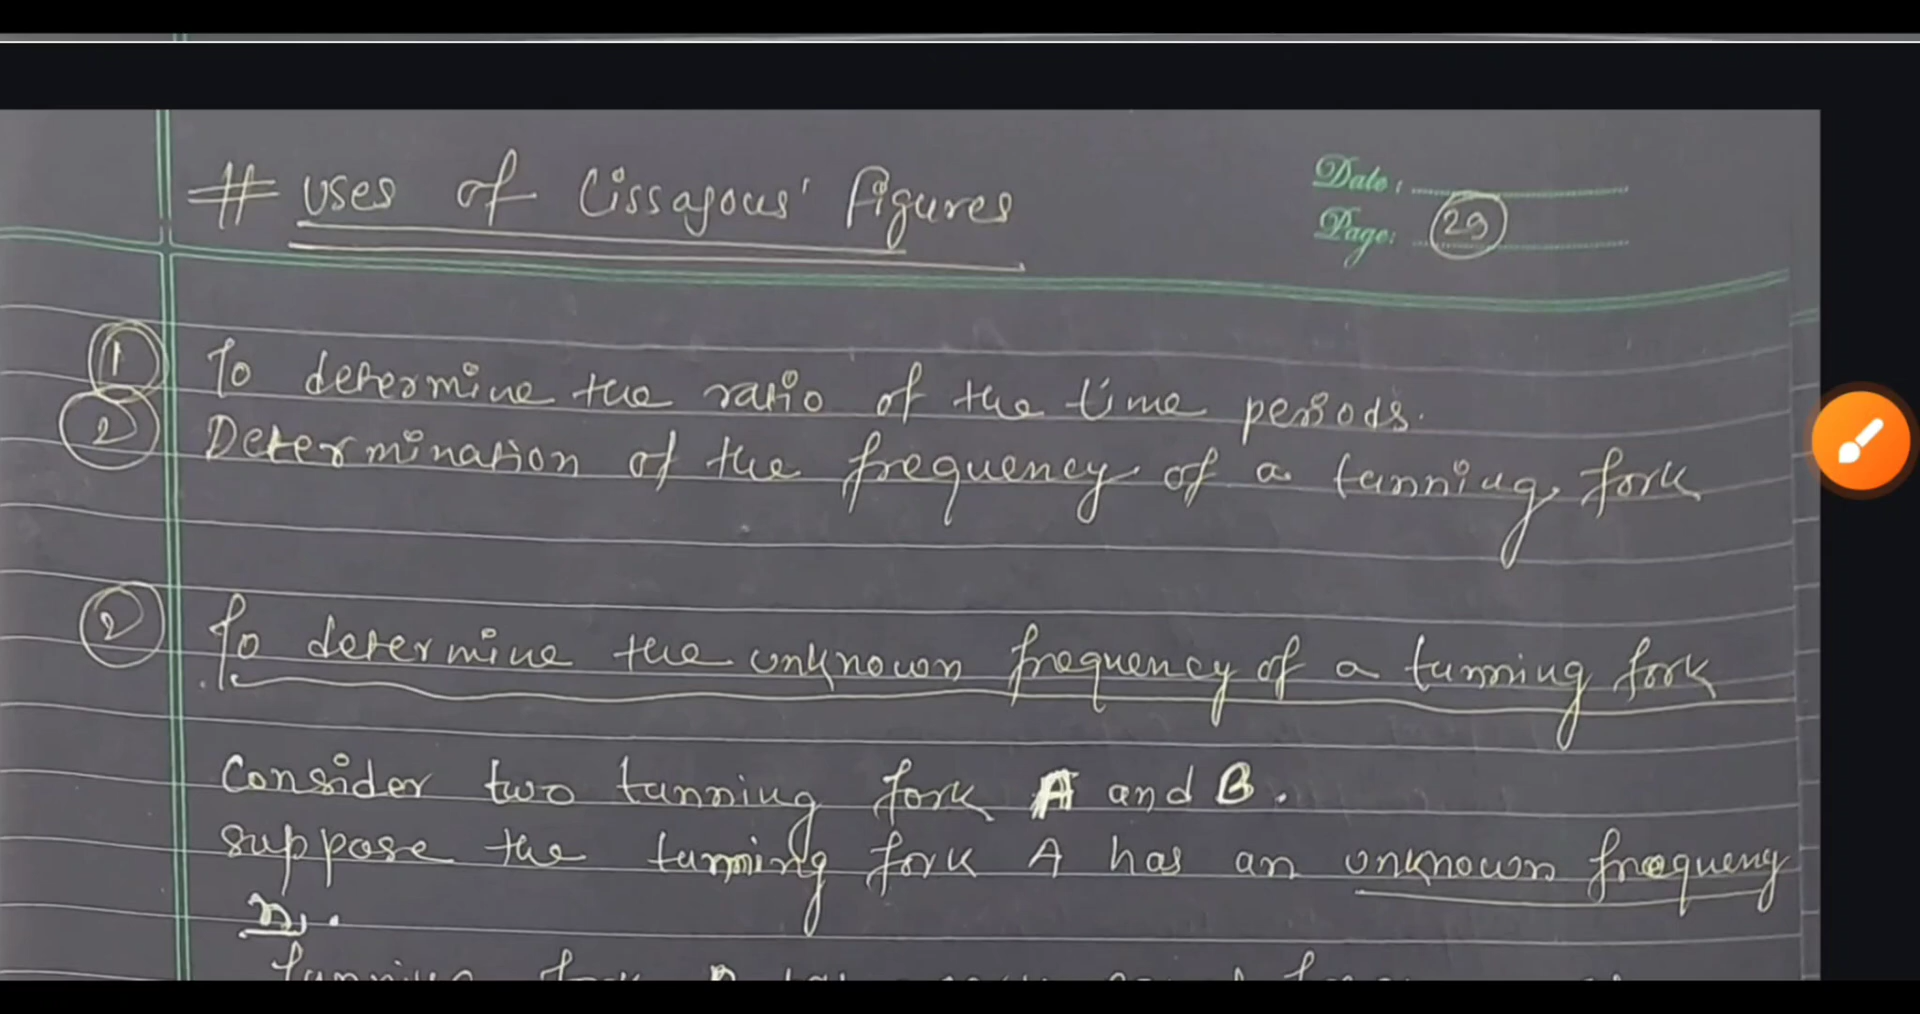 # uses of Lissajous' figures
Date:
Page: 29
1 To determine the ratio of the time periods.
2 Determination of the frequency of a tunning fork
2 To determine the unknown frequency of a tunning fork
Consider two tunning fork A and B.
suppose the tunning fork A has an unknown frequency
n₁.